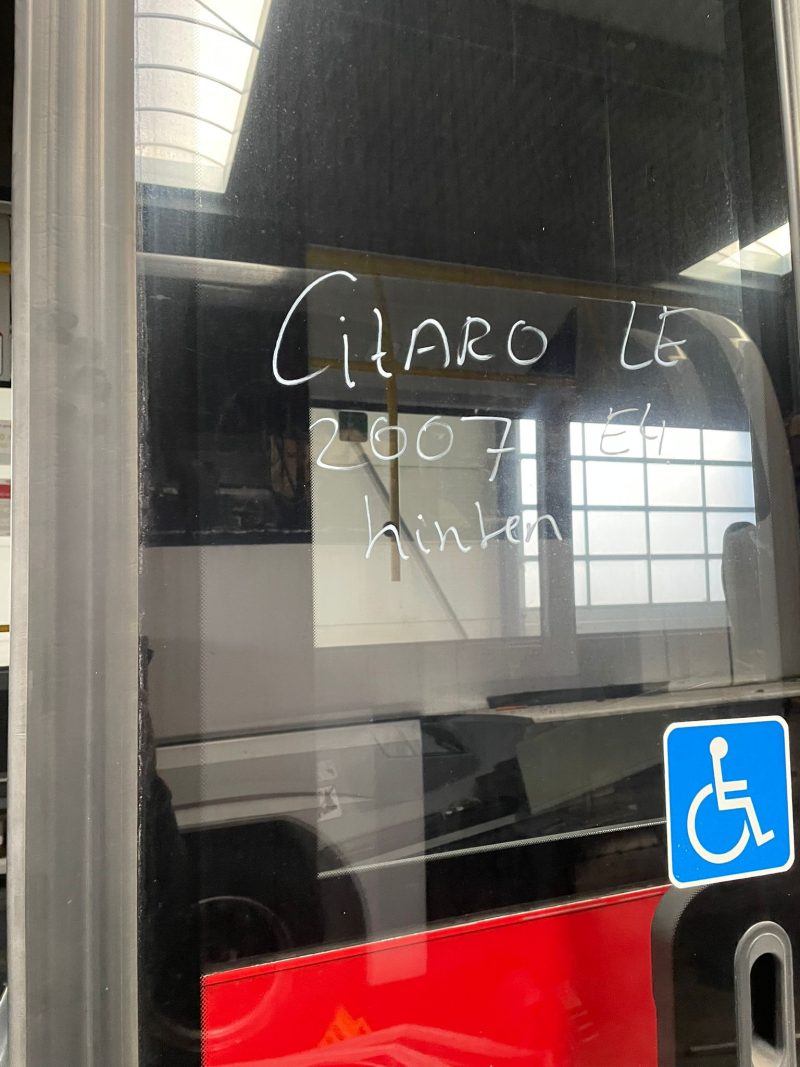 CitARO LE
2007 E4
hinten